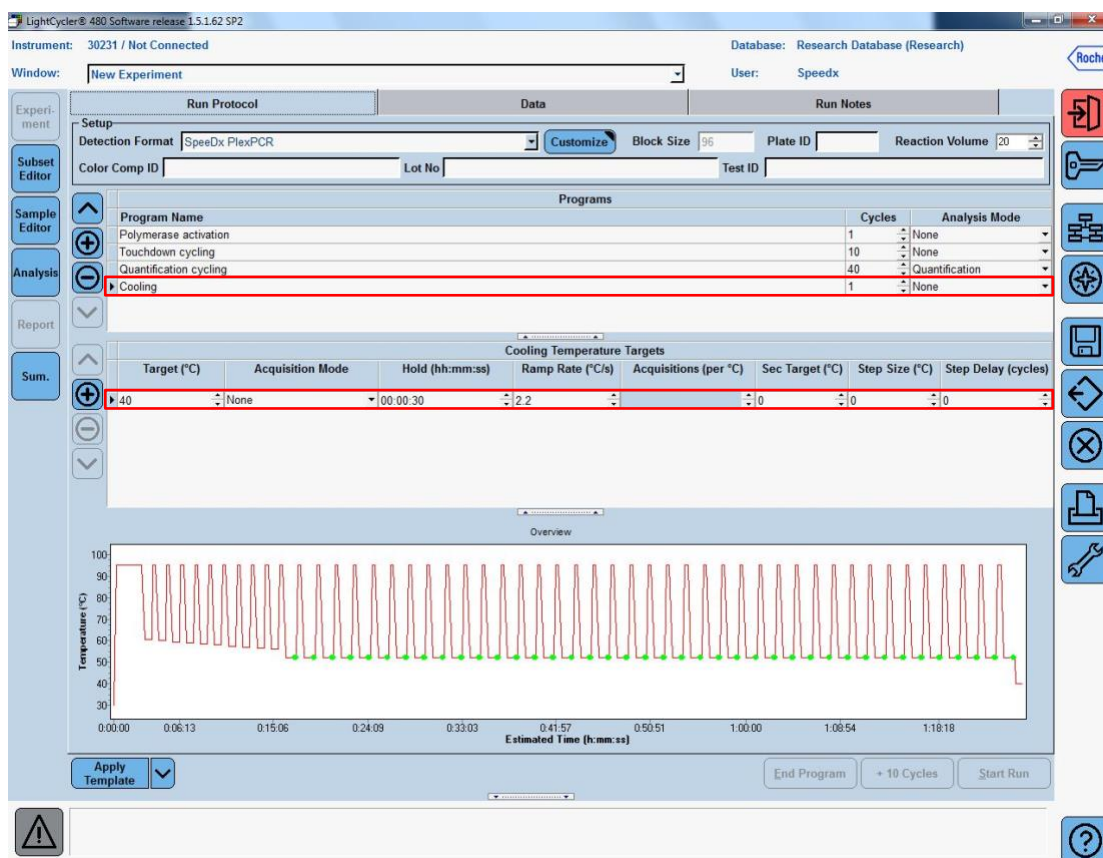 LightCycler® 480 Software release 1.5.1.62 SP2
Instrument: 30231 / Not Connected
Database: Research Database (Research)
Window: New Experiment
User: Speedx
Roche
Experi-
ment
Subset
Editor
Sample
Editor
Analysis
Report
Sum.
Run Protocol Data Run Notes
Setup
Detection Format SpeeDx PlexPCR Customize Block Size 96 Plate ID Reaction Volume 20
Color Comp ID Lot No Test ID
Programs
Program Name Cycles Analysis Mode
Polymerase activation 1 None
Touchdown cycling 10 None
Quantification cycling 40 Quantification
Cooling 1 None
Cooling Temperature Targets
Target (°C) Acquisition Mode Hold (hh:mm:ss) Ramp Rate (°C/s) Acquisitions (per °C) Sec Target (°C) Step Size (°C) Step Delay (cycles)
40 None 00:00:30 2.2 0 0 0
Overview
Temperature (°C)
100
90
80
70
60
50
40
30
0:00:00 0:06:13 0:15:06 0:24:09 0:33:03 0:41:57 0:50:51 1:00:00 1:08:54 1:18:18
Estimated Time (h:mm:ss)
Apply
Template
End Program + 10 Cycles Start Run